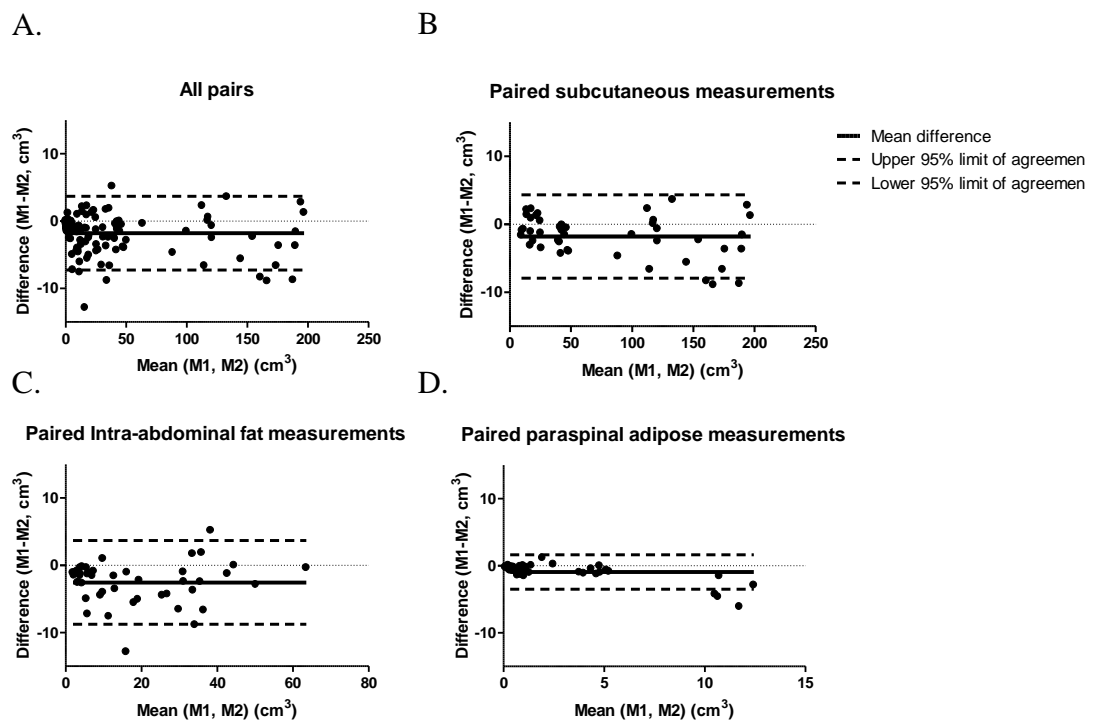 A.
B
All pairs
Difference (M1-M2, cm³)
10
0
-10
0
50
100
150
200
250
Mean (M1, M2) (cm³)
Paired subcutaneous measurements
Difference (M1-M2, cm³)
10
0
-10
0
50
100
150
200
250
Mean (M1, M2) (cm³)
Mean difference
Upper 95% limit of agreemen
Lower 95% limit of agreemen
C.
D.
Paired Intra-abdominal fat measurements
Difference (M1-M2, cm³)
10
0
-10
0
20
40
60
80
Mean (M1, M2) (cm³)
Paired paraspinal adipose measurements
Difference (M1-M2, cm³)
10
0
-10
0
5
10
15
Mean (M1, M2) (cm³)